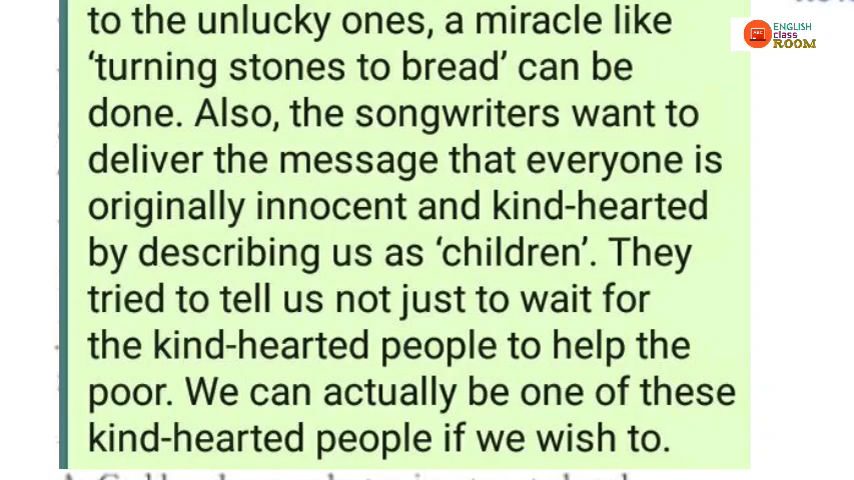 to the unlucky ones, a miracle like
‘turning stones to bread’ can be
done. Also, the songwriters want to
deliver the message that everyone is
originally innocent and kind-hearted
by describing us as ‘children’. They
tried to tell us not just to wait for
the kind-hearted people to help the
poor. We can actually be one of these
kind-hearted people if we wish to.
ABC
ENGLISH
class
ROOM